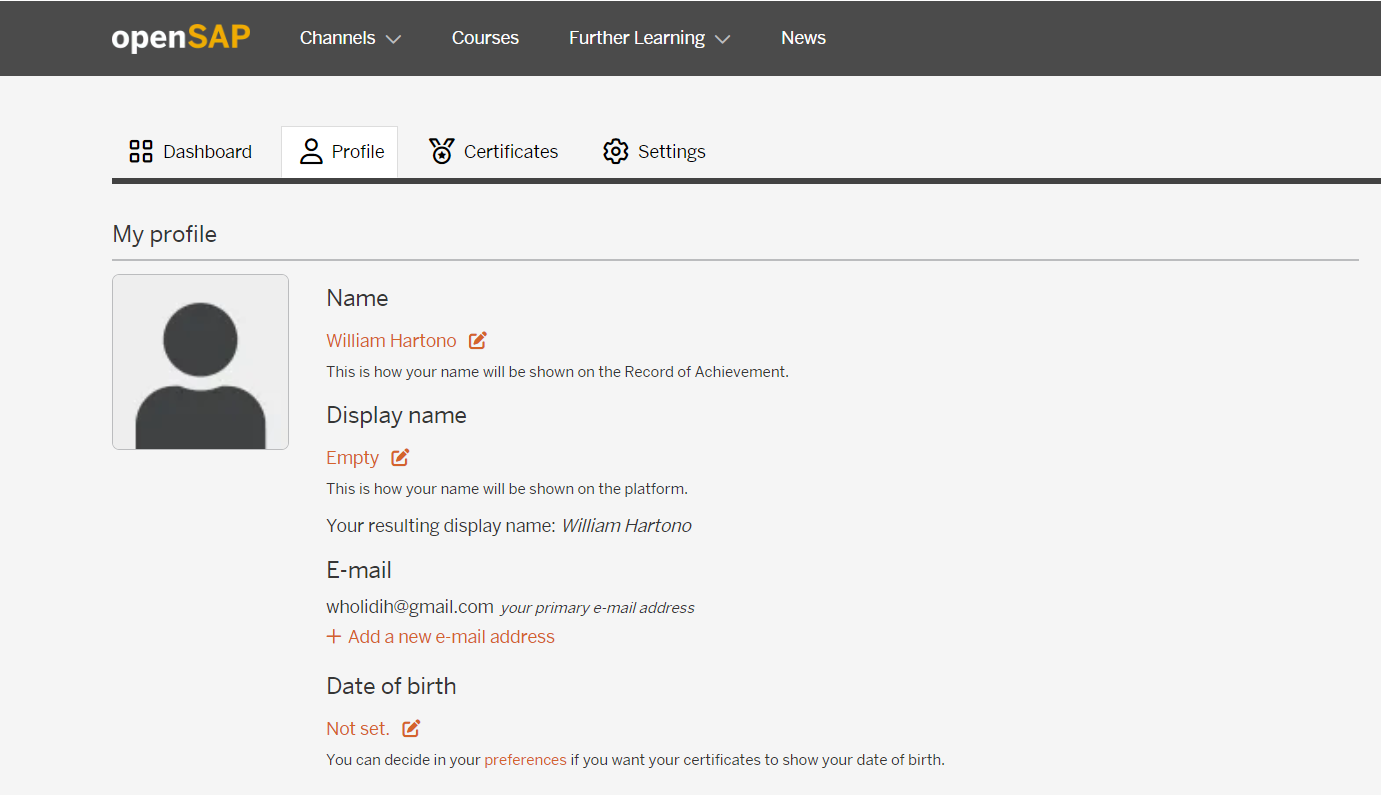 openSAP Channels Courses Further Learning News
Dashboard Profile Certificates Settings
My profile
Name
William Hartono
This is how your name will be shown on the Record of Achievement.
Display name
Empty
This is how your name will be shown on the platform.
Your resulting display name: William Hartono
E-mail
wholidih@gmail.com your primary e-mail address
+ Add a new e-mail address
Date of birth
Not set.
You can decide in your preferences if you want your certificates to show your date of birth.